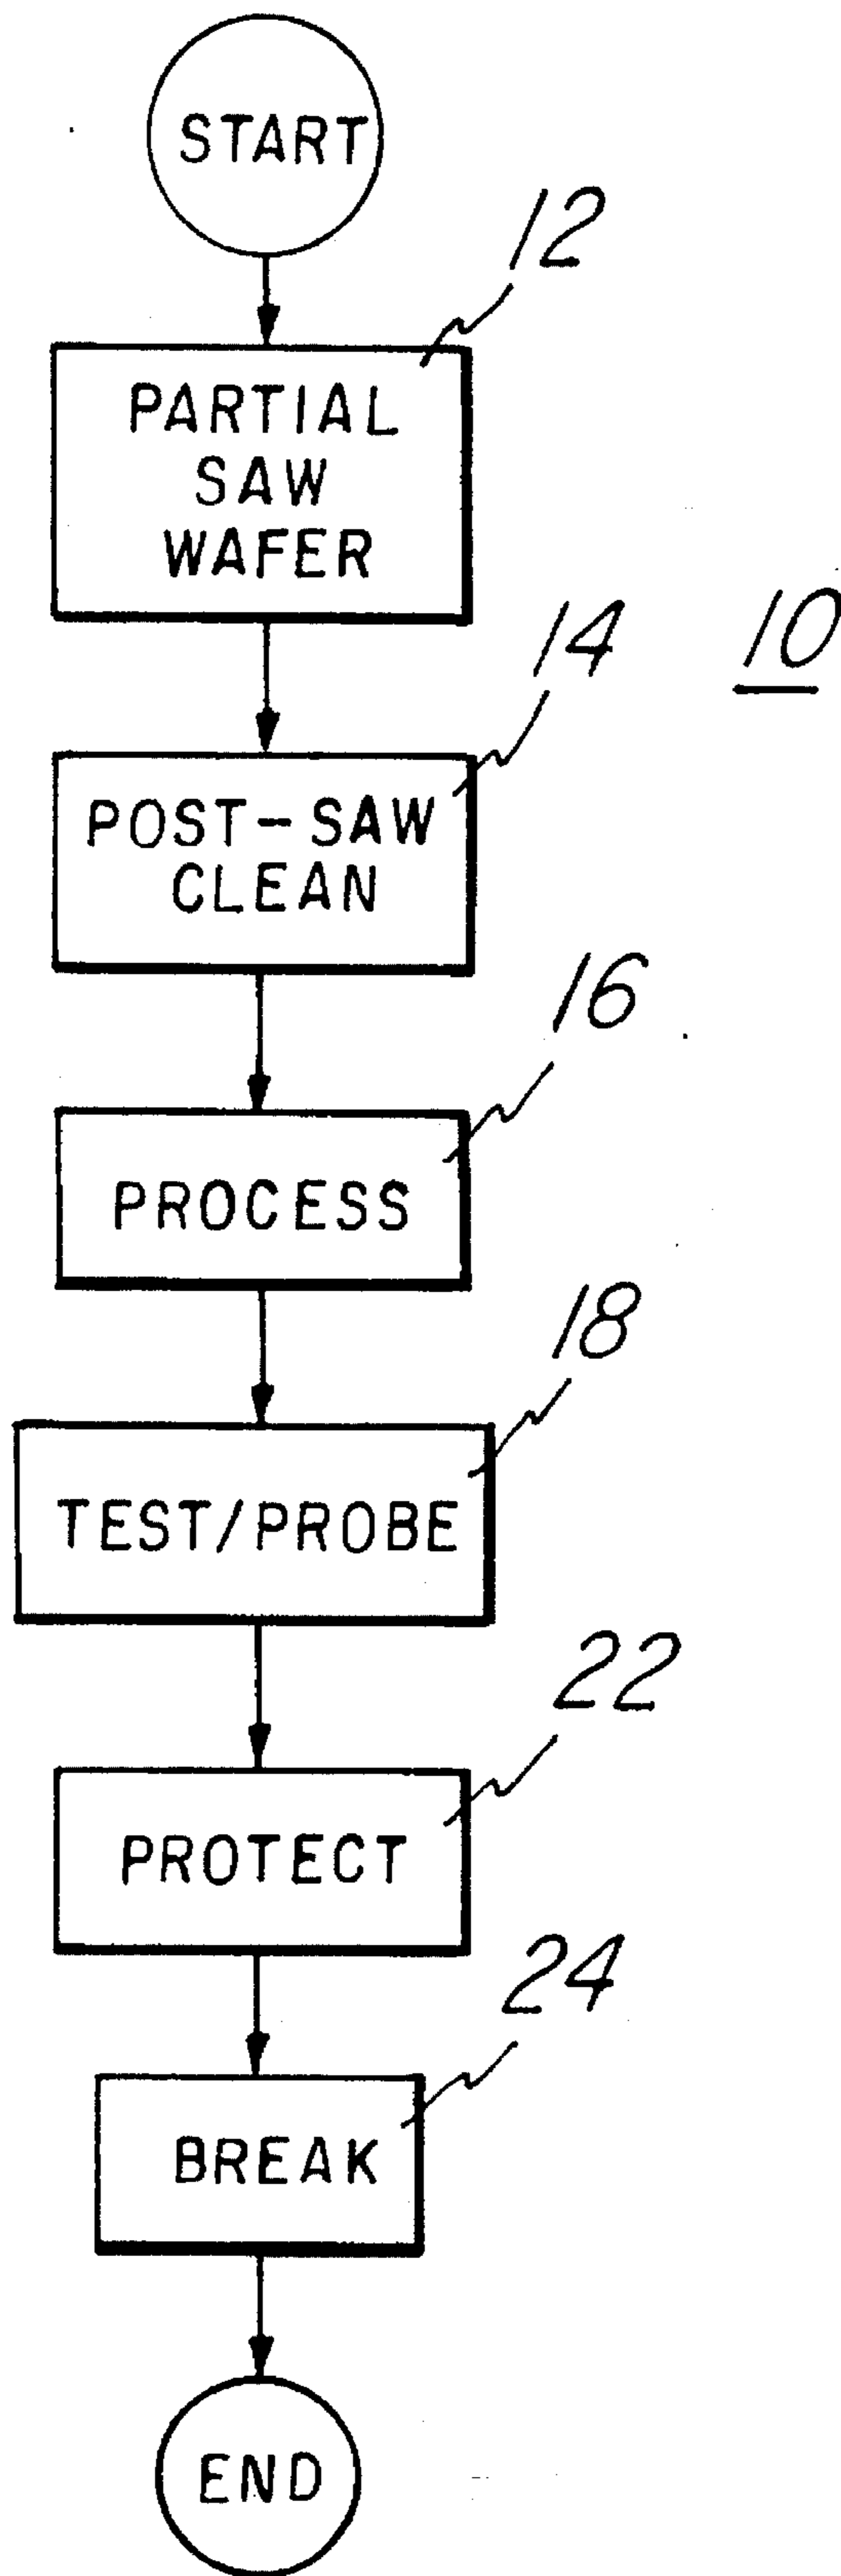 START
12
PARTIAL
SAW
WAFER
14
10
POST-SAW
CLEAN
16
PROCESS
18
TEST/PROBE
22
PROTECT
24
BREAK
END